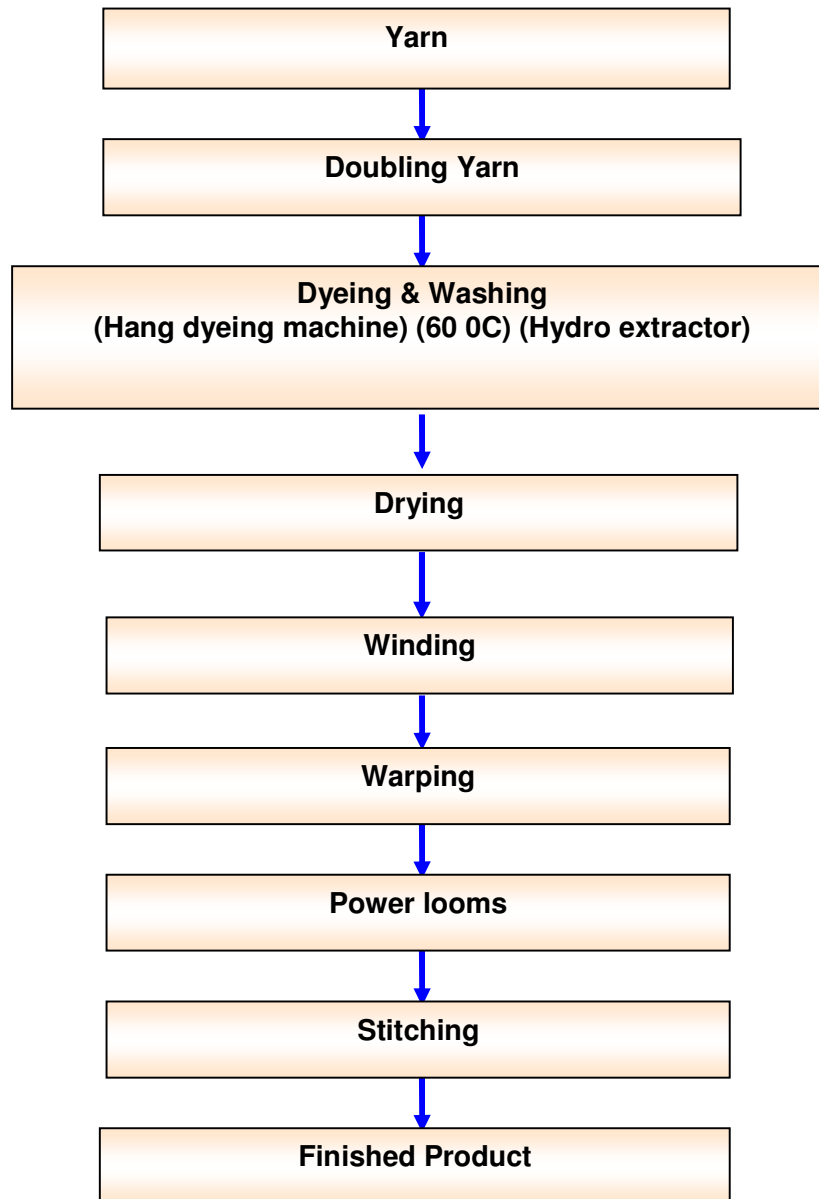 Yarn
Doubling Yarn
Dyeing & Washing
(Hang dyeing machine) (60 0C) (Hydro extractor)
Drying
Winding
Warping
Power looms
Stitching
Finished Product